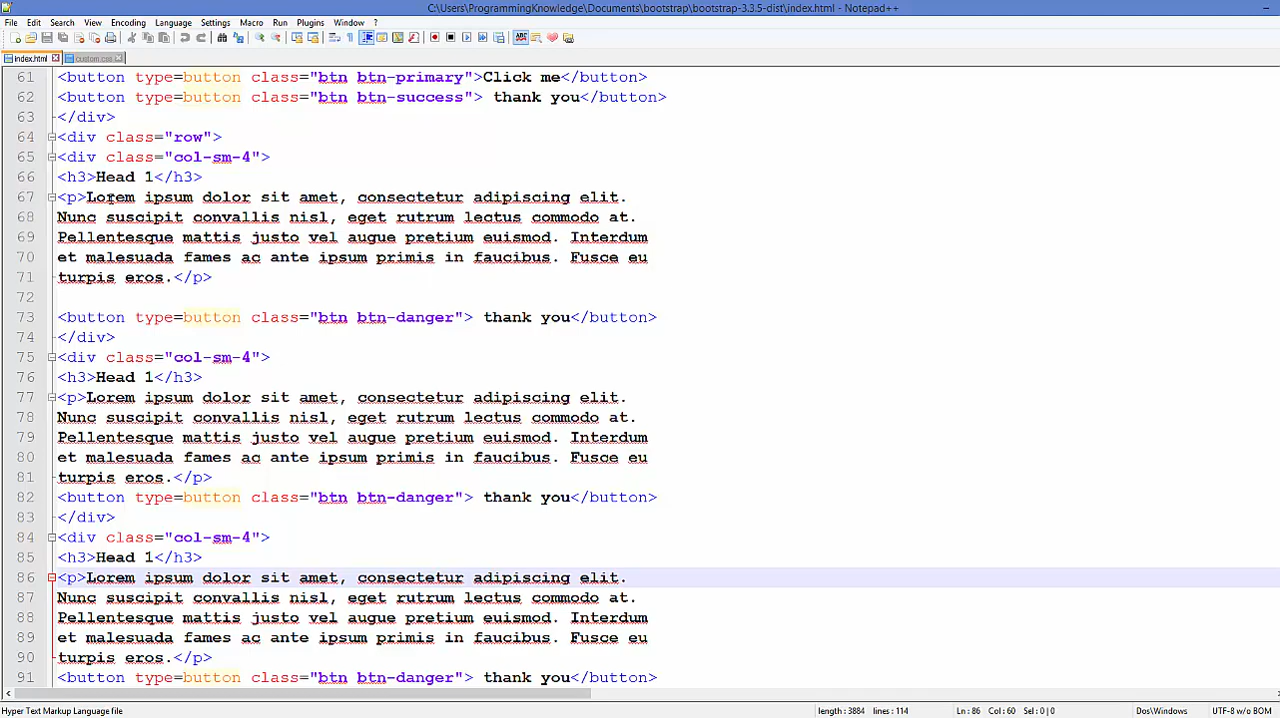 C:\Users\ProgrammingKnowledge\Documents\bootstrap\bootstrap-3.3.5-dist\index.html - Notepad++
File Edit Search View Encoding Language Settings Macro Run Plugins Window ?
index.html custom.css
61 <button type=button class="btn btn-primary">Click me</button>
62 <button type=button class="btn btn-success"> thank you</button>
63 </div>
64 <div class="row">
65 <div class="col-sm-4">
66 <h3>Head 1</h3>
67 <p>Lorem ipsum dolor sit amet, consectetur adipiscing elit.
68 Nunc suscipit convallis nisl, eget rutrum lectus commodo at.
69 Pellentesque mattis justo vel augue pretium euismod. Interdum
70 et malesuada fames ac ante ipsum primis in faucibus. Fusce eu
71 turpis eros.</p>
72
73 <button type=button class="btn btn-danger"> thank you</button>
74 </div>
75 <div class="col-sm-4">
76 <h3>Head 1</h3>
77 <p>Lorem ipsum dolor sit amet, consectetur adipiscing elit.
78 Nunc suscipit convallis nisl, eget rutrum lectus commodo at.
79 Pellentesque mattis justo vel augue pretium euismod. Interdum
80 et malesuada fames ac ante ipsum primis in faucibus. Fusce eu
81 turpis eros.</p>
82 <button type=button class="btn btn-danger"> thank you</button>
83 </div>
84 <div class="col-sm-4">
85 <h3>Head 1</h3>
86 <p>Lorem ipsum dolor sit amet, consectetur adipiscing elit.
87 Nunc suscipit convallis nisl, eget rutrum lectus commodo at.
88 Pellentesque mattis justo vel augue pretium euismod. Interdum
89 et malesuada fames ac ante ipsum primis in faucibus. Fusce eu
90 turpis eros.</p>
91 <button type=button class="btn btn-danger"> thank you</button>
Hyper Text Markup Language file length : 3884 lines : 114 Ln : 86 Col : 60 Sel : 0 | 0 Dos\Windows UTF-8 w/o BOM